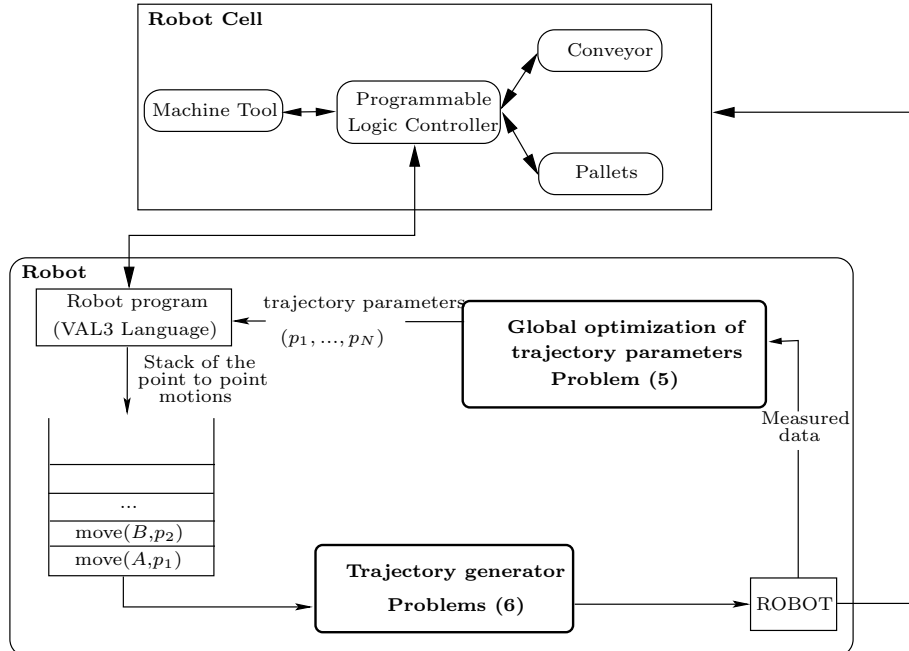 Robot Cell
Conveyor
Machine Tool
Programmable
Logic Controller
Pallets
Robot
Robot program
(VAL3 Language)
trajectory parameters
(p₁, ..., p_N)
Global optimization of
trajectory parameters
Problem (5)
Stack of the
point to point
motions
Measured
data
...
move(B,p₂)
move(A,p₁)
Trajectory generator
Problems (6)
ROBOT